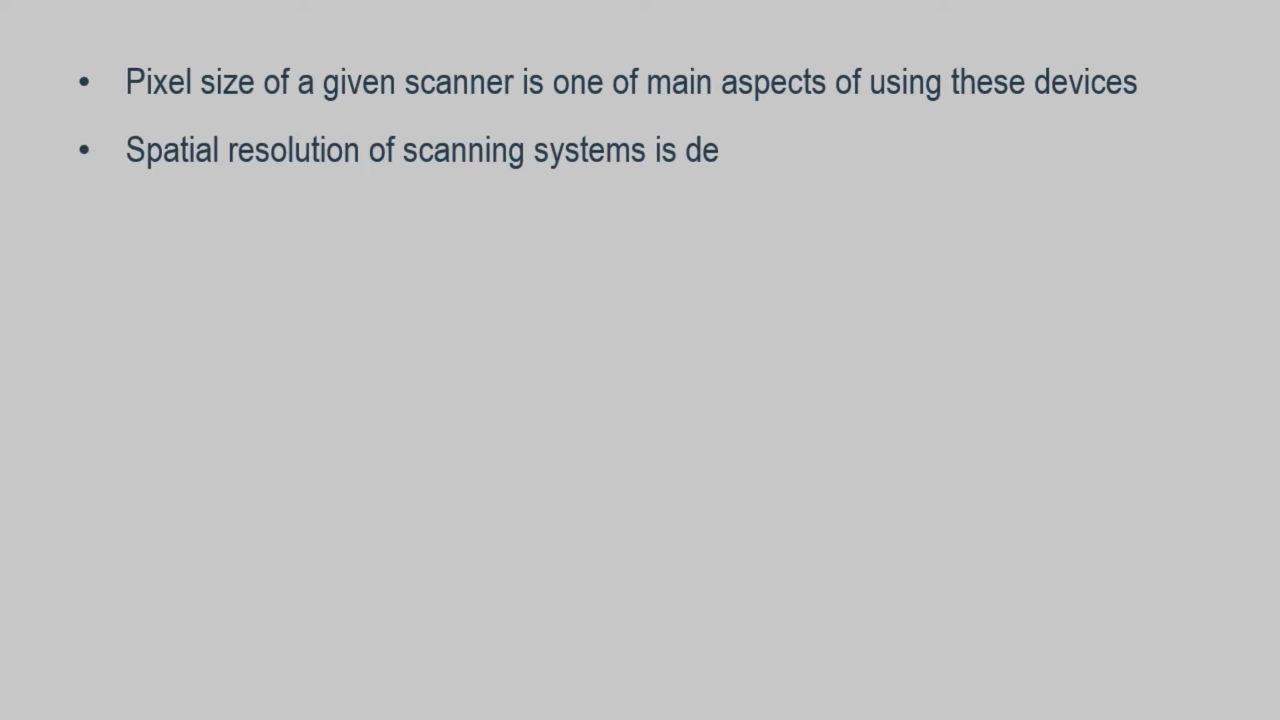 • Pixel size of a given scanner is one of main aspects of using these devices
• Spatial resolution of scanning systems is de